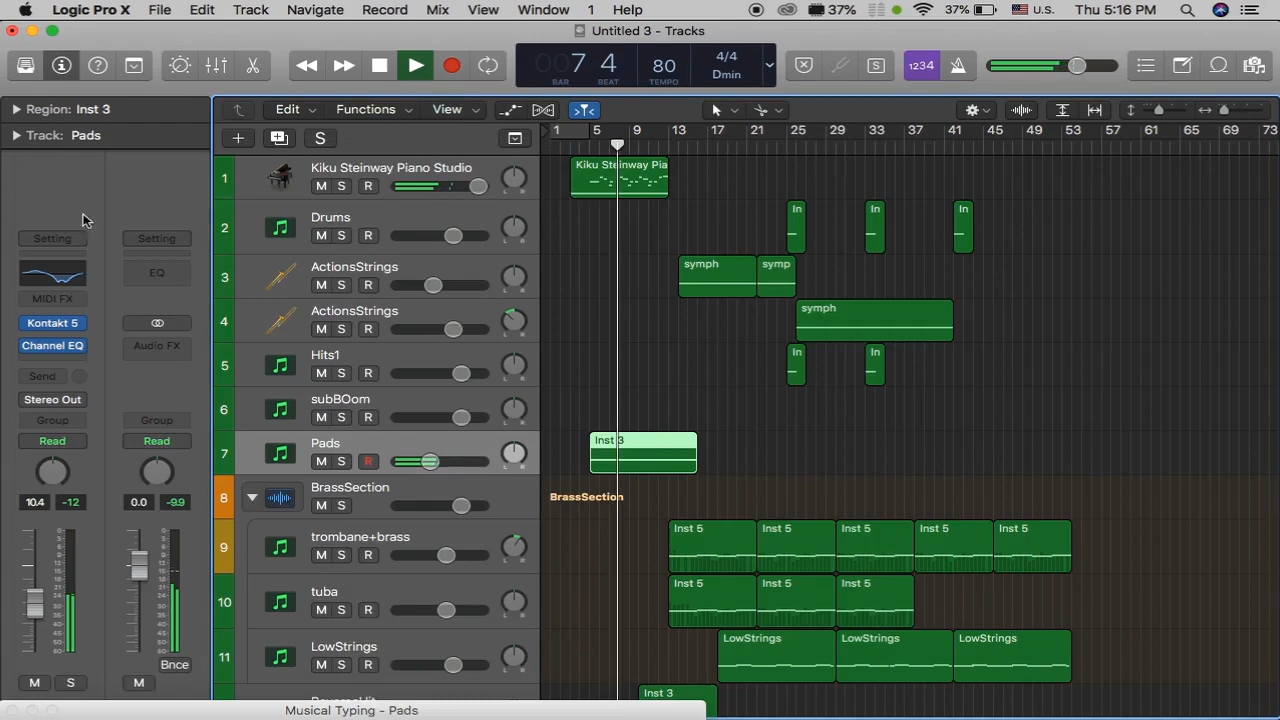 Logic Pro X File Edit Track Navigate Record Mix View Window 1 Help 37% 37% U.S. Thu 5:16 PM
Untitled 3 - Tracks
007 4 80 4/4
BAR BEAT TEMPO Dmin
1234
Region: Inst 3
Edit Functions View
Track: Pads
S
1 5 9 13 17 21 25 29 33 37 41 45 49 53 57 61 65 69 73
1 Kiku Steinway Piano Studio
M S R
L R
Kiku Steinway Pia
2 Drums
M S R
L R
In In In
Setting Setting
3 ActionsStrings
M S R
L R
symph symp
EQ
MIDI FX
4 ActionsStrings
M S R
L R
symph
Kontakt 5
Channel EQ Audio FX
5 Hits1
M S R
L R
In In
Send
Stereo Out
6 subBOom
M S R
L R
Group Group
Read Read
7 Pads
M S R
L R
Inst 3
8 BrassSection
M S
BrassSection
10.4 -12 0.0 -9.9
9 trombane+brass
M S R
L R
Inst 5 Inst 5 Inst 5 Inst 5 Inst 5
10 tuba
M S R
L R
Inst 5 Inst 5 Inst 5
11 LowStrings
M S R
L R
LowStrings LowStrings LowStrings
Bnce
M S M
Inst 3
Musical Typing - Pads